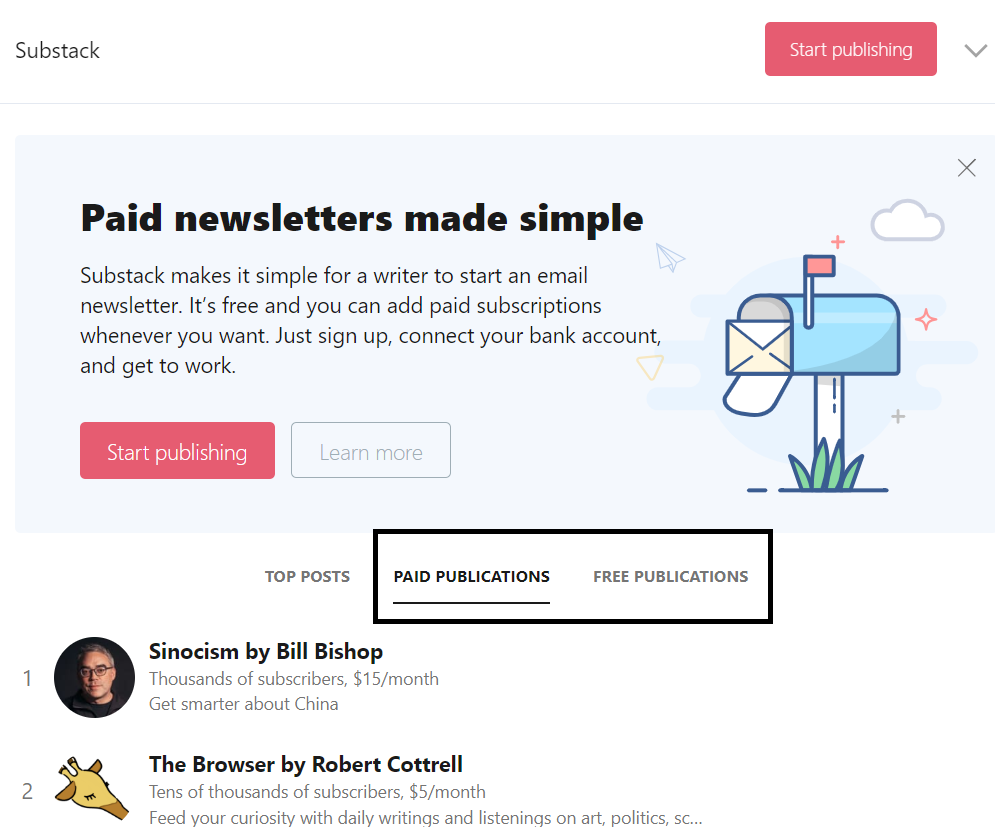 Substack
Start publishing
Paid newsletters made simple
Substack makes it simple for a writer to start an email
newsletter. It’s free and you can add paid subscriptions
whenever you want. Just sign up, connect your bank account,
and get to work.
Start publishing
Learn more
TOP POSTS
PAID PUBLICATIONS
FREE PUBLICATIONS
1
Sinocism by Bill Bishop
Thousands of subscribers, $15/month
Get smarter about China
2
The Browser by Robert Cottrell
Tens of thousands of subscribers, $5/month
Feed your curiosity with daily writings and listenings on art, politics, sc...